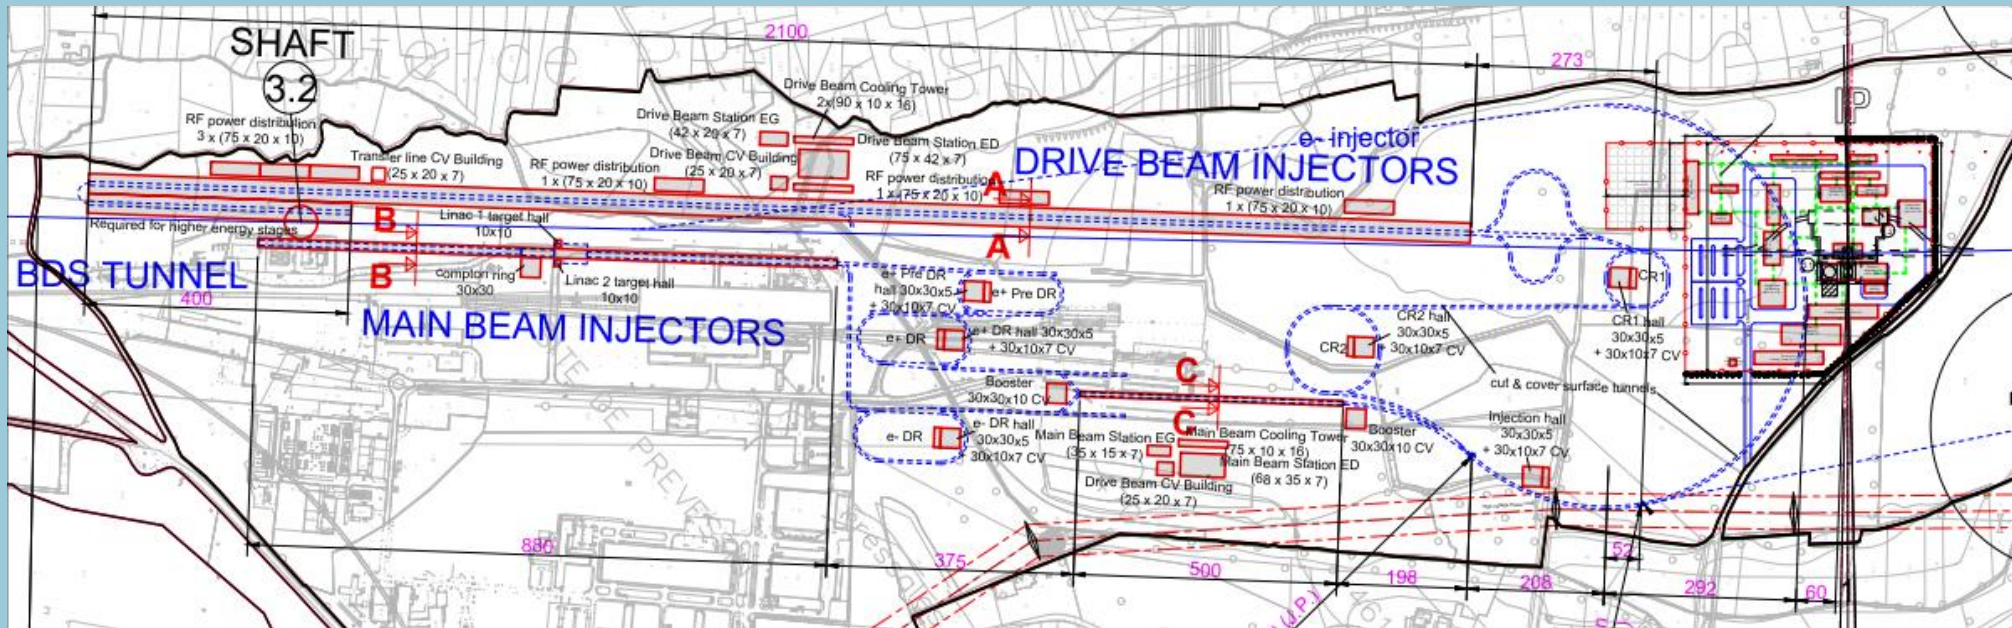 2100
273
SHAFT
3.2
IP
RF power distribution
3 x (75 x 20 x 10)
Transfer line CV Building
(25 x 20 x 7)
Drive Beam Cooling Tower
2x(90 x 10 x 16)
Drive Beam Station EG
(42 x 20 x 7)
Drive Beam Station ED
(75 x 42 x 7)
RF power distribution
1 x (75 x 20 x 10)
Drive Beam CV Building
(25 x 20 x 7)
RF power distribution
1 x (75 x 20 x 10)
e- injector
DRIVE BEAM INJECTORS
RF power distribution
1 x (75 x 20 x 10)
A
A
B
B
Required for higher energy stages
Linac 1 target hall
10x10
compton ring
30x30
Linac 2 target hall
10x10
BDS TUNNEL
400
MAIN BEAM INJECTORS
e+ Pre DR
hall 30x30x5
+ 30x10x7 CV
e+ Pre DR
e+ DR
e+ DR hall 30x30x5
+ 30x10x7 CV
CR1
CR1 hall
30x30x5
+ 30x10x7 CV
CR2
CR2 hall
30x30x5
+ 30x10x7 CV
cut & cover surface tunnels
Booster
30x30x10 CV
C
C
e- DR
e- DR hall
30x30x5
30x10x7 CV
Main Beam Station EG
(35 x 15 x 7)
Main Beam Cooling Tower
(75 x 10 x 16)
Main Beam Station ED
(68 x 35 x 7)
Drive Beam CV Building
(25 x 20 x 7)
Booster
30x30x10 CV
Injection hall
30x30x5
+ 30x10x7 CV
880
375
500
198
208
52
292
60
(J.P.)